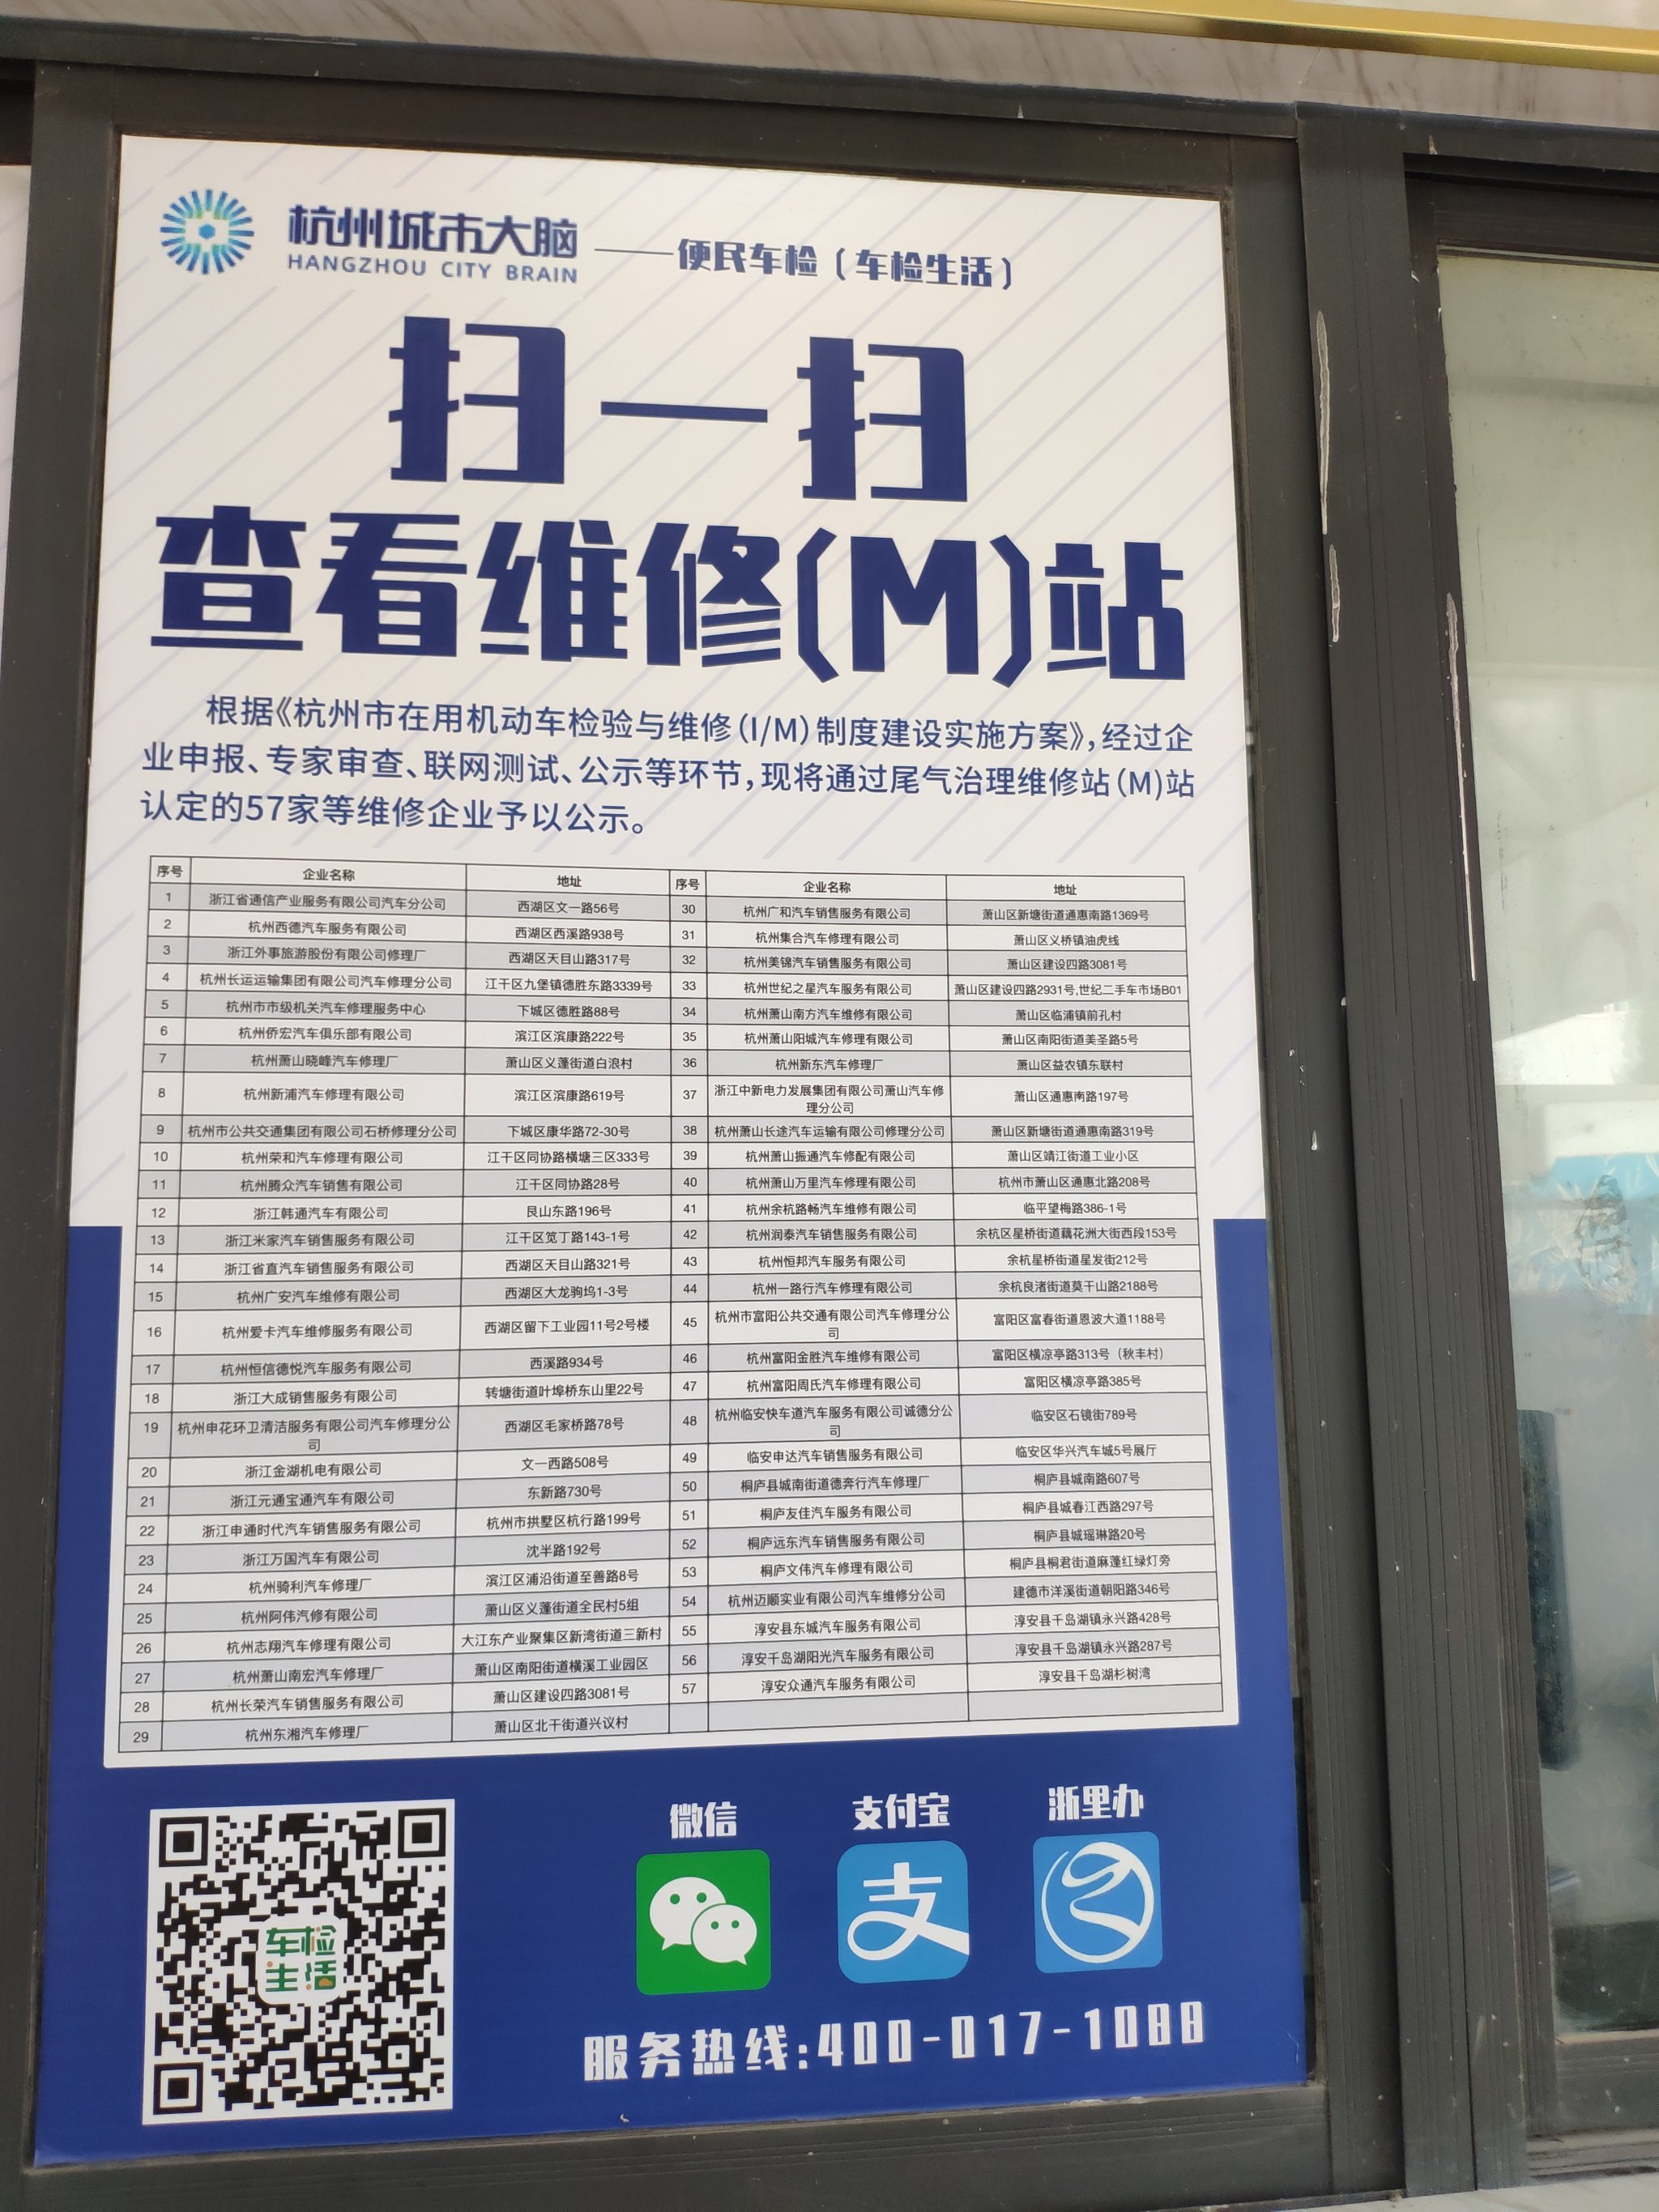 杭州城市大脑
HANGZHOU CITY BRAIN
——便民车检（车检生活）
扫一扫
查看维修(M)站
根据《杭州市在用机动车检验与维修(I/M)制度建设实施方案》,经过企
业申报、专家审查、联网测试、公示等环节,现将通过尾气治理维修站(M)站
认定的57家等维修企业予以公示。
序号 企业名称 地址 序号 企业名称 地址
1 浙江省通信产业服务有限公司汽车分公司 西湖区文一路56号 30 杭州广和汽车销售服务有限公司 萧山区新塘街道通惠南路1369号
2 杭州西德汽车服务有限公司 西湖区西溪路938号 31 杭州集合汽车修理有限公司 萧山区义桥镇油虎线
3 浙江外事旅游股份有限公司修理厂 西湖区天目山路317号 32 杭州美锦汽车销售服务有限公司 萧山区建设四路3081号
4 杭州长运运输集团有限公司汽车修理分公司 江干区九堡镇德胜东路3339号 33 杭州世纪之星汽车服务有限公司 萧山区建设四路2931号,世纪二手车市场B01
5 杭州市市级机关汽车修理服务中心 下城区德胜路88号 34 杭州萧山南方汽车维修有限公司 萧山区临浦镇前孔村
6 杭州侨宏汽车俱乐部有限公司 滨江区滨康路222号 35 杭州萧山阳城汽车修理有限公司 萧山区南阳街道美圣路5号
7 杭州萧山晓峰汽车修理厂 萧山区义蓬街道白浪村 36 杭州新东汽车修理厂 萧山区益农镇东联村
8 杭州新浦汽车修理有限公司 滨江区滨康路619号 37 浙江中新电力发展集团有限公司萧山汽车修
理分公司 萧山区通惠南路197号
9 杭州市公共交通集团有限公司石桥修理分公司 下城区康华路72-30号 38 杭州萧山长途汽车运输有限公司修理分公司 萧山区新塘街道通惠南路319号
10 杭州荣和汽车修理有限公司 江干区同协路横塘三区333号 39 杭州萧山振通汽车修配有限公司 萧山区靖江街道工业小区
11 杭州腾众汽车销售有限公司 江干区同协路28号 40 杭州萧山万里汽车修理有限公司 杭州市萧山区通惠北路208号
12 浙江韩通汽车有限公司 艮山东路196号 41 杭州余杭路畅汽车维修有限公司 临平望梅路386-1号
13 浙江米家汽车销售服务有限公司 江干区笕丁路143-1号 42 杭州润泰汽车销售服务有限公司 余杭区星桥街道藕花洲大街西段153号
14 浙江省直汽车销售服务有限公司 西湖区天目山路321号 43 杭州恒邦汽车服务有限公司 余杭星桥街道星发街212号
15 杭州广安汽车维修有限公司 西湖区大龙驹坞1-3号 44 杭州一路行汽车修理有限公司 余杭良渚街道莫干山路2188号
16 杭州爱卡汽车维修服务有限公司 西湖区留下工业园11号2号楼 45 杭州市富阳公共交通有限公司汽车修理分公
司 富阳区富春街道恩波大道1188号
17 杭州恒信德悦汽车服务有限公司 西溪路934号 46 杭州富阳金胜汽车维修有限公司 富阳区横凉亭路313号（秋丰村）
18 浙江大成销售服务有限公司 转塘街道叶埠桥东山里22号 47 杭州富阳周氏汽车修理有限公司 富阳区横凉亭路385号
19 杭州申花环卫清洁服务有限公司汽车修理分公
司 西湖区毛家桥路78号 48 杭州临安快车道汽车服务有限公司诚德分公
司 临安区石镜街789号
20 浙江金湖机电有限公司 文一西路508号 49 临安申达汽车销售服务有限公司 临安区华兴汽车城5号展厅
21 浙江元通宝通汽车有限公司 东新路730号 50 桐庐县城南街道德奔行汽车修理厂 桐庐县城南路607号
22 浙江申通时代汽车销售服务有限公司 杭州市拱墅区杭行路199号 51 桐庐友佳汽车服务有限公司 桐庐县城春江西路297号
23 浙江万国汽车有限公司 沈半路192号 52 桐庐远东汽车销售服务有限公司 桐庐县城瑶琳路20号
24 杭州骑利汽车修理厂 滨江区浦沿街道至善路8号 53 桐庐文伟汽车修理有限公司 桐庐县桐君街道麻蓬红绿灯旁
25 杭州阿伟汽修有限公司 萧山区义蓬街道全民村5组 54 杭州迈顺实业有限公司汽车维修分公司 建德市洋溪街道朝阳路346号
26 杭州志翔汽车修理有限公司 大江东产业聚集区新湾街道三新村 55 淳安县东城汽车服务有限公司 淳安县千岛湖镇永兴路428号
27 杭州萧山南宏汽车修理厂 萧山区南阳街道横溪工业园区 56 淳安千岛湖阳光汽车服务有限公司 淳安县千岛湖镇永兴路287号
28 杭州长荣汽车销售服务有限公司 萧山区建设四路3081号 57 淳安众通汽车服务有限公司 淳安县千岛湖杉树湾
29 杭州东湘汽车修理厂 萧山区北干街道兴议村
微信 支付宝 浙里办
支
车检
生活
服务热线:400-017-1088